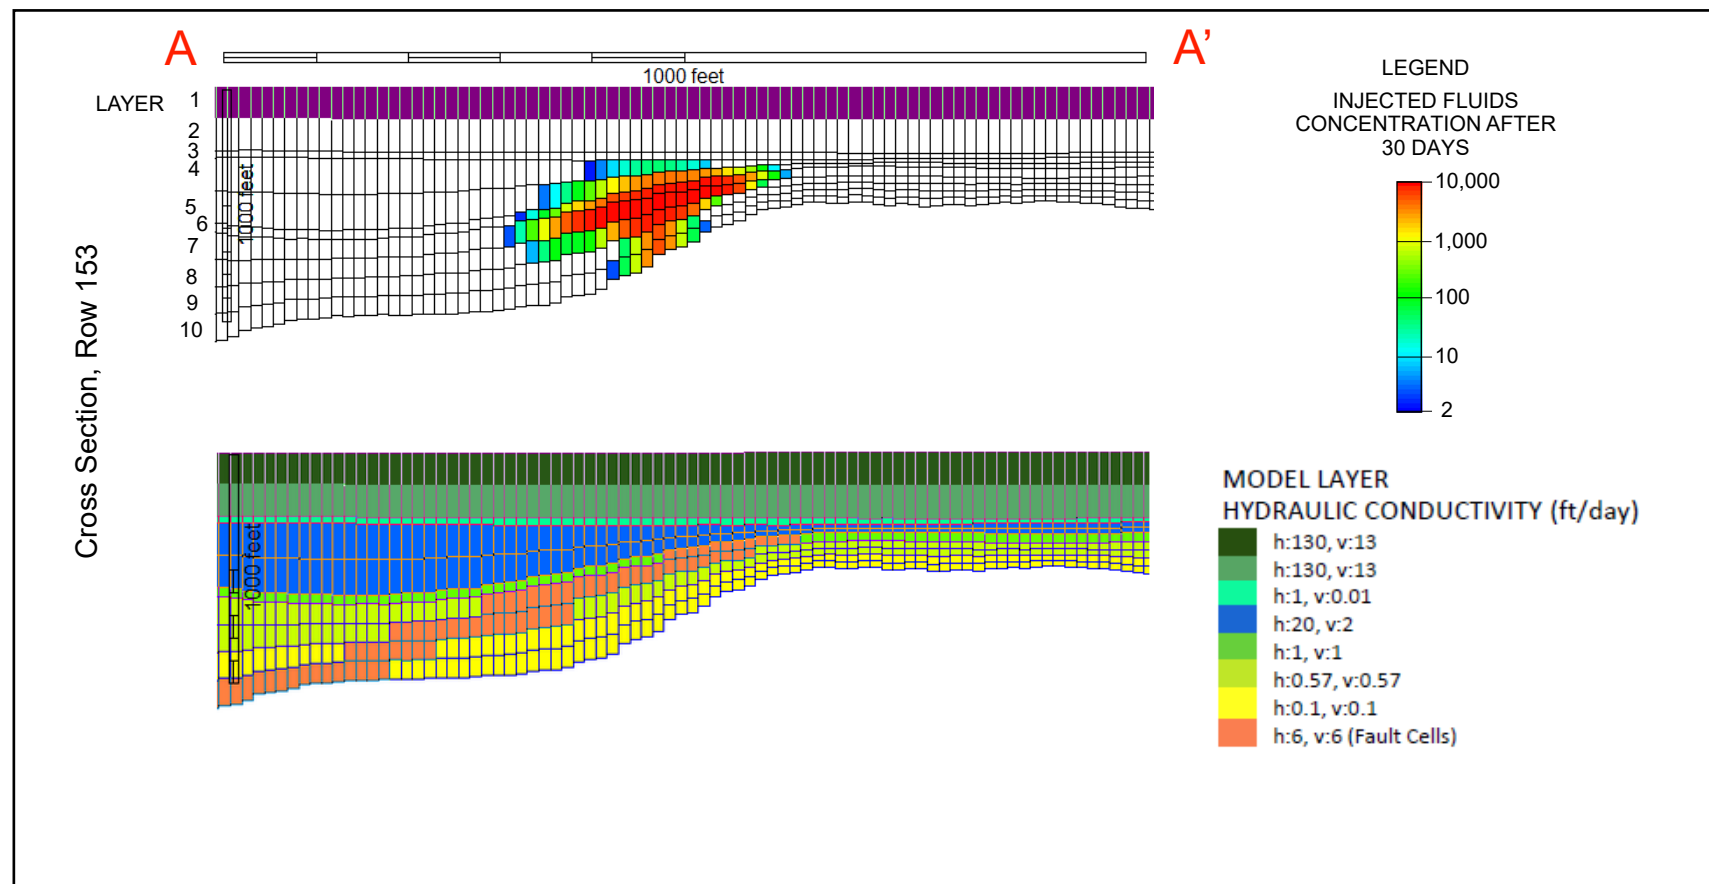 A
A’
1000 feet
LAYER
1
2
3
4
5
6
7
8
9
10
1000 feet
Cross Section, Row 153
LEGEND
INJECTED FLUIDS
CONCENTRATION AFTER
30 DAYS
10,000
1,000
100
10
2
1000 feet
MODEL LAYER
HYDRAULIC CONDUCTIVITY (ft/day)
h:130, v:13
h:130, v:13
h:1, v:0.01
h:20, v:2
h:1, v:1
h:0.57, v:0.57
h:0.1, v:0.1
h:6, v:6 (Fault Cells)